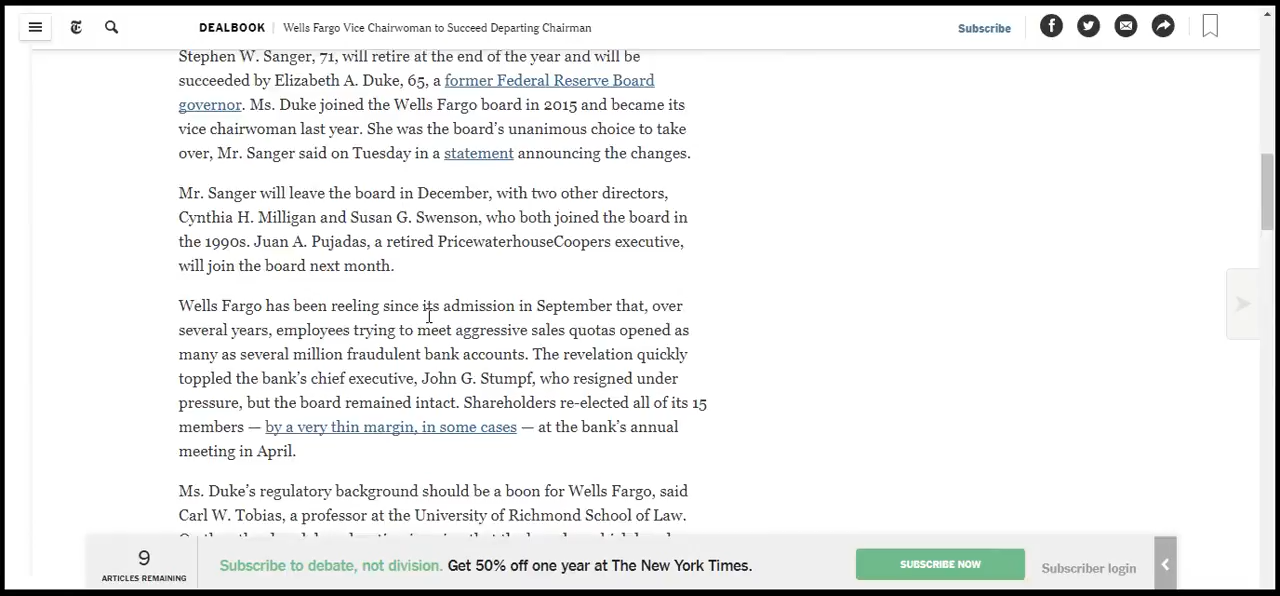 DEALBOOK | Wells Fargo Vice Chairwoman to Succeed Departing Chairman
Subscribe
Stephen W. Sanger, 71, will retire at the end of the year and will be
succeeded by Elizabeth A. Duke, 65, a former Federal Reserve Board
governor. Ms. Duke joined the Wells Fargo board in 2015 and became its
vice chairwoman last year. She was the board’s unanimous choice to take
over, Mr. Sanger said on Tuesday in a statement announcing the changes.
Mr. Sanger will leave the board in December, with two other directors,
Cynthia H. Milligan and Susan G. Swenson, who both joined the board in
the 1990s. Juan A. Pujadas, a retired PricewaterhouseCoopers executive,
will join the board next month.
Wells Fargo has been reeling since its admission in September that, over
several years, employees trying to meet aggressive sales quotas opened as
many as several million fraudulent bank accounts. The revelation quickly
toppled the bank’s chief executive, John G. Stumpf, who resigned under
pressure, but the board remained intact. Shareholders re-elected all of its 15
members — by a very thin margin, in some cases — at the bank’s annual
meeting in April.
Ms. Duke’s regulatory background should be a boon for Wells Fargo, said
Carl W. Tobias, a professor at the University of Richmond School of Law.
9
ARTICLES REMAINING
Subscribe to debate, not division. Get 50% off one year at The New York Times.
SUBSCRIBE NOW
Subscriber login